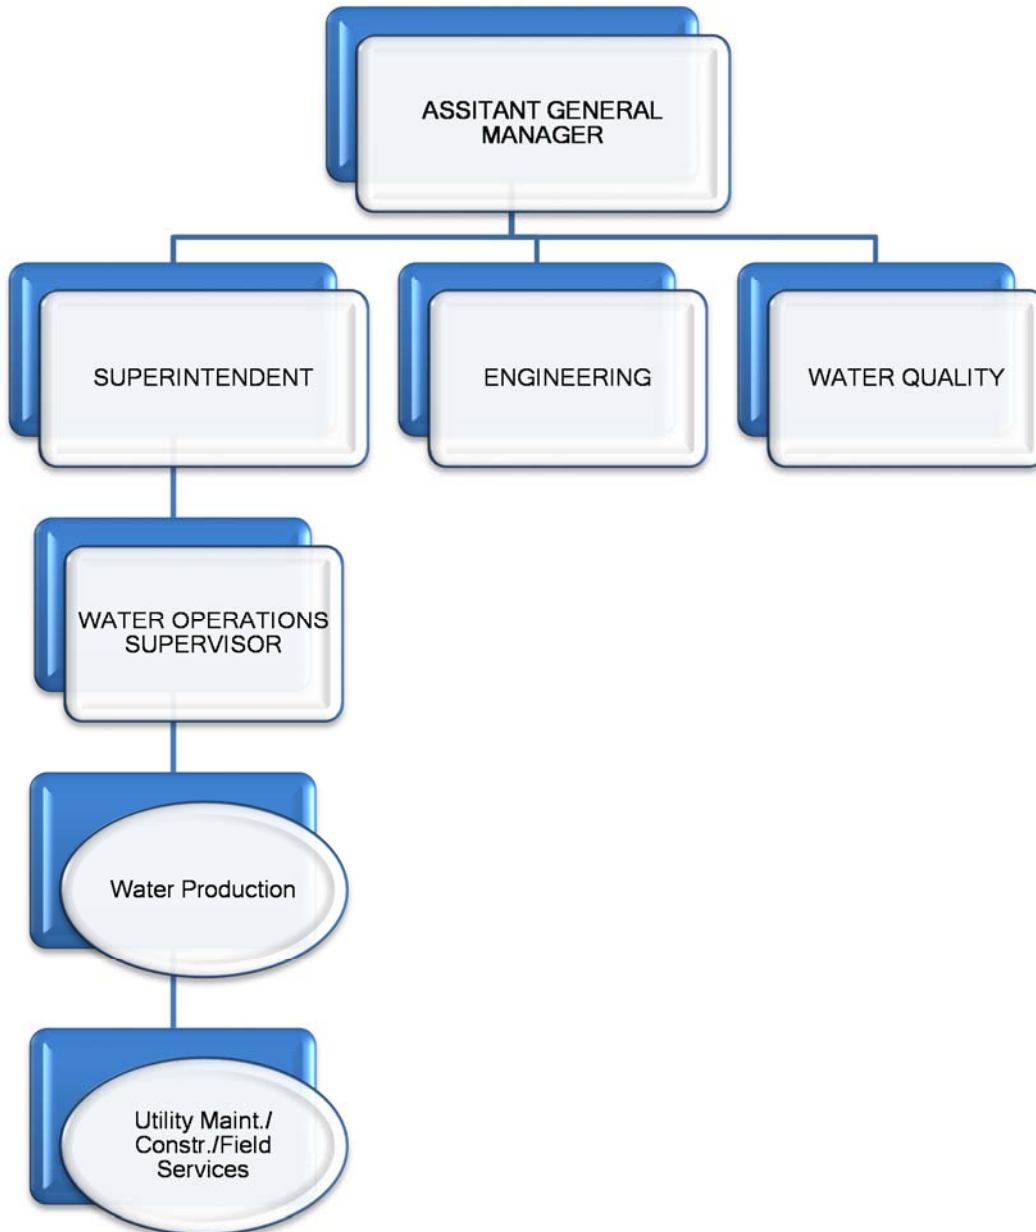 ASSITANT GENERAL
MANAGER
SUPERINTENDENT
ENGINEERING
WATER QUALITY
WATER OPERATIONS
SUPERVISOR
Water Production
Utility Maint./
Constr./Field
Services